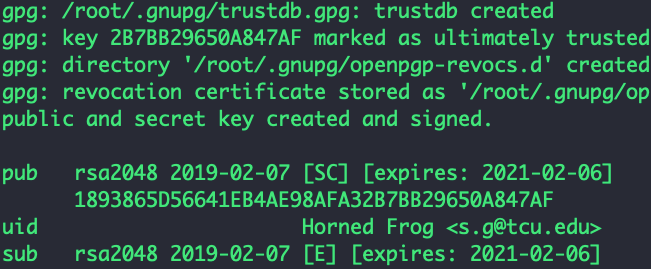 gpg: /root/.gnupg/trustdb.gpg: trustdb created
gpg: key 2B7BB29650A847AF marked as ultimately trusted
gpg: directory '/root/.gnupg/openpgp-revocs.d' created
gpg: revocation certificate stored as '/root/.gnupg/op
public and secret key created and signed.
pub rsa2048 2019-02-07 [SC] [expires: 2021-02-06]
1893865D56641EB4AE98AFA32B7BB29650A847AF
uid Horned Frog <s.g@tcu.edu>
sub rsa2048 2019-02-07 [E] [expires: 2021-02-06]